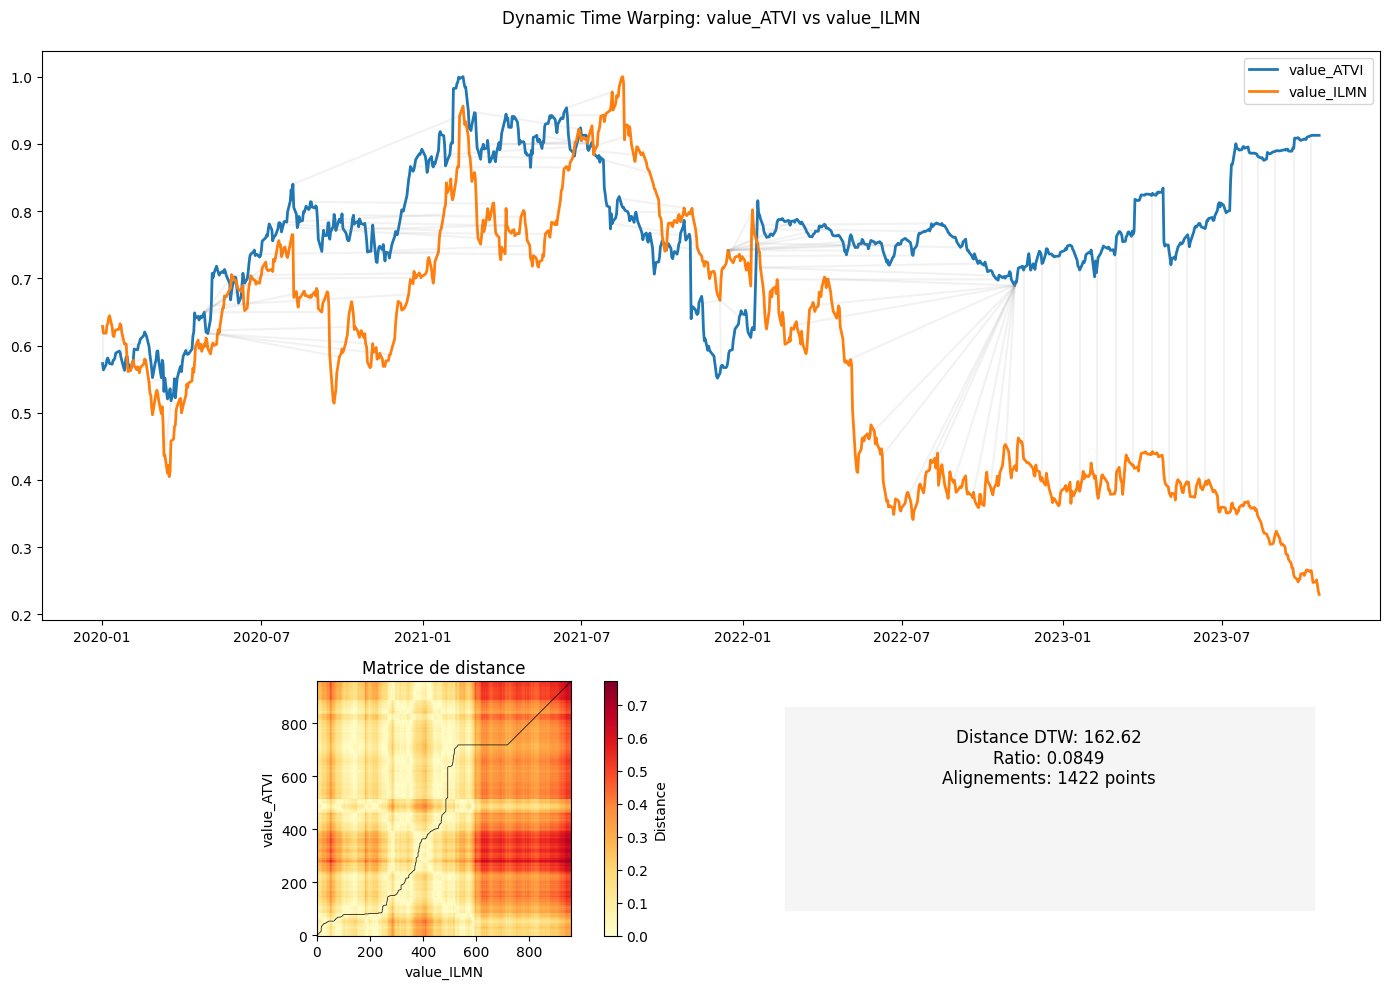 Dynamic Time Warping: value_ATVI vs value_ILMN
1.0
0.9
0.8
0.7
0.6
0.5
0.4
0.3
0.2
value_ATVI
value_ILMN
2020-01 2020-07 2021-01 2021-07 2022-01 2022-07 2023-01 2023-07
Matrice de distance
value_ATVI
800
600
400
200
0
0 200 400 600 800
value_ILMN
0.7
0.6
0.5
0.4
0.3
0.2
0.1
0.0
Distance
Distance DTW: 162.62
Ratio: 0.0849
Alignements: 1422 points